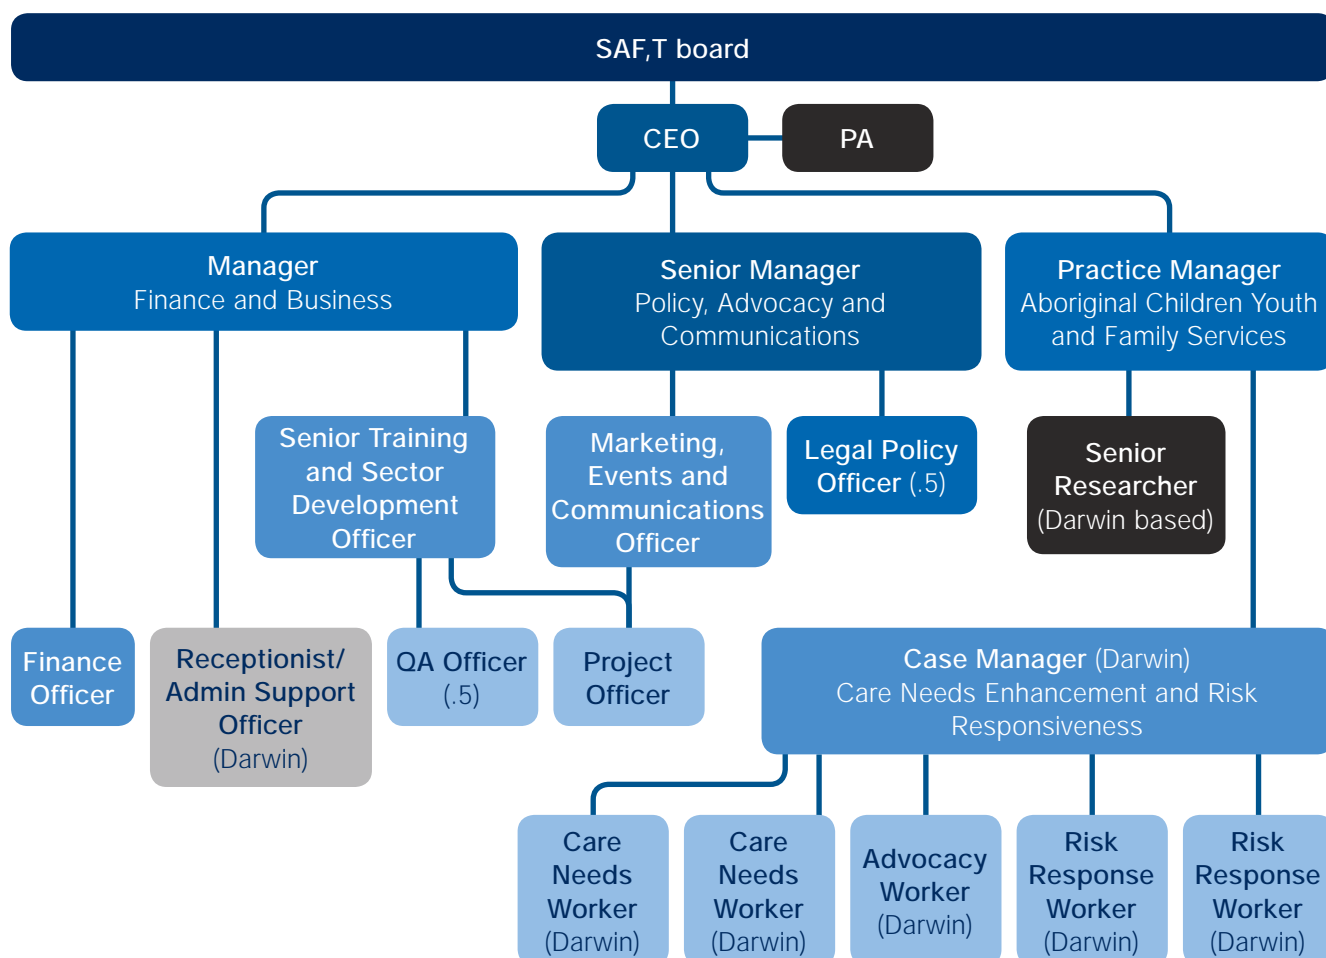 SAF,T board
CEO
PA
Manager
Finance and Business
Senior Manager
Policy, Advocacy and
Communications
Practice Manager
Aboriginal Children Youth
and Family Services
Senior Training
and Sector
Development
Officer
Marketing,
Events and
Communications
Officer
Legal Policy
Officer (.5)
Senior
Researcher
(Darwin based)
Finance
Officer
Receptionist/
Admin Support
Officer
(Darwin)
QA Officer
(.5)
Project
Officer
Case Manager (Darwin)
Care Needs Enhancement and Risk
Responsiveness
Care
Needs
Worker
(Darwin)
Care
Needs
Worker
(Darwin)
Advocacy
Worker
(Darwin)
Risk
Response
Worker
(Darwin)
Risk
Response
Worker
(Darwin)